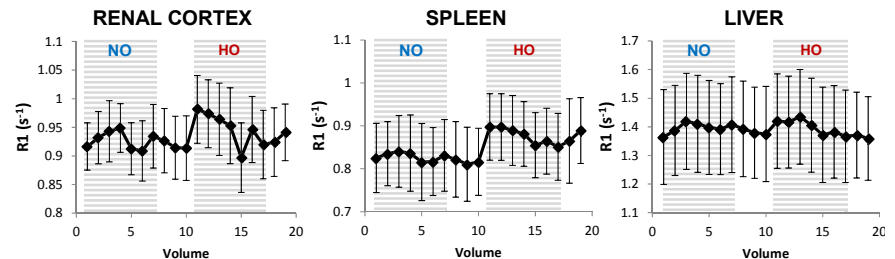 RENAL CORTEX
NO
HO
R1 (s-1)
1.1
1.05
1
0.95
0.9
0.85
0.8
0
5
10
15
20
Volume
SPLEEN
NO
HO
R1 (s-1)
1.1
1
0.9
0.8
0.7
0
5
10
15
20
Volume
LIVER
NO
HO
R1 (s-1)
1.7
1.6
1.5
1.4
1.3
1.2
1.1
0
5
10
15
20
Volume